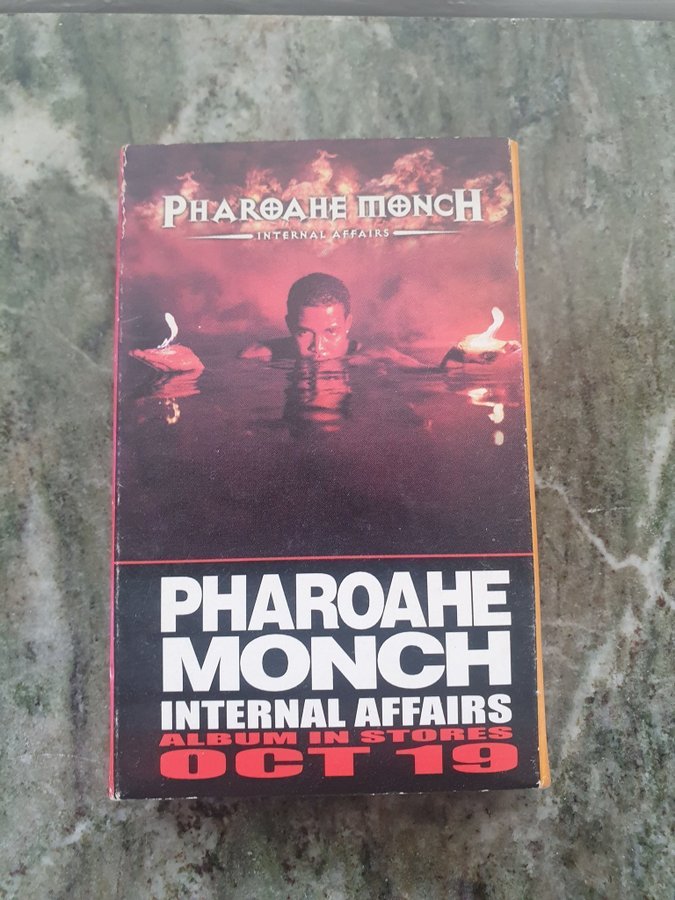 PHAROAHE MONCH
INTERNAL AFFAIRS
PHAROAHE
MONCH
INTERNAL AFFAIRS
ALBUM IN STORES
OCT 19